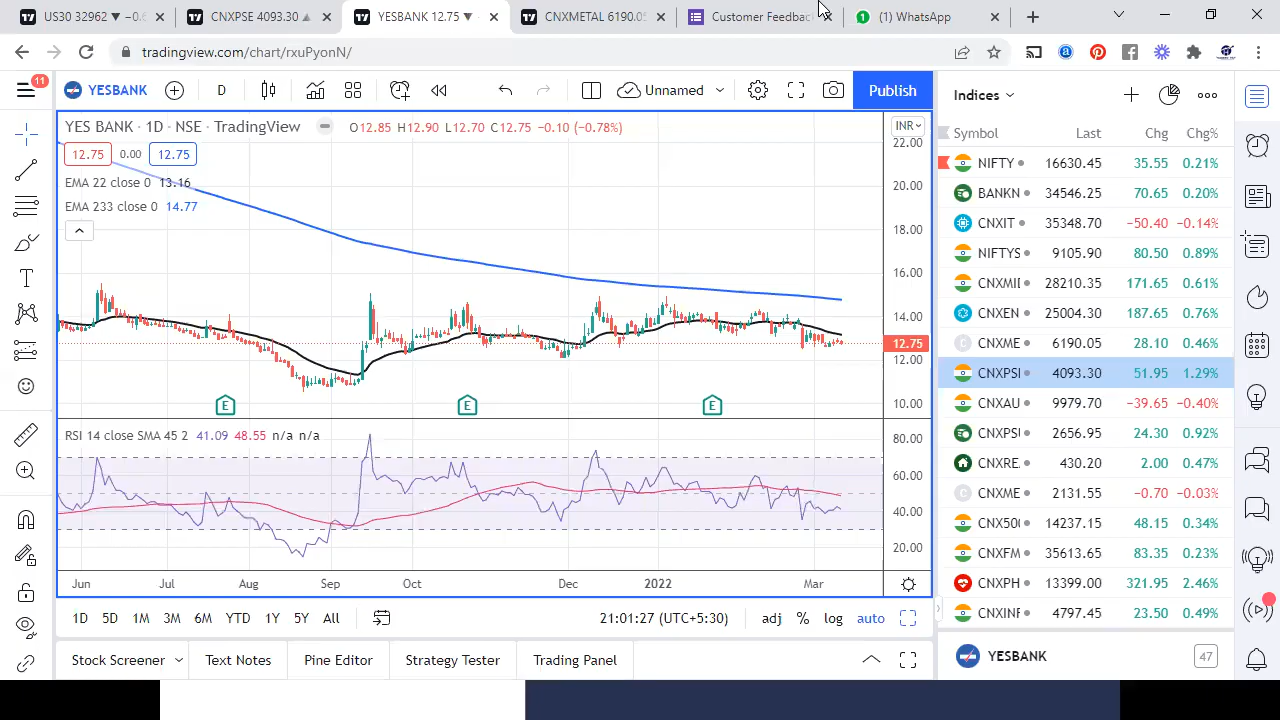 US30 32962 ▼ −0.6
CNXPSE 4093.30
YESBANK 12.75 ▼
CNXMETAL 6190.05
Customer Feedbac
(1) WhatsApp
tradingview.com/chart/rxuPyonN/
11
YESBANK
D
Unnamed
Publish
YES BANK · 1D · NSE · TradingView
O12.85 H12.90 L12.70 C12.75 −0.10 (−0.78%)
INR
12.75
0.00
12.75
EMA 22 close 0 13.16
EMA 233 close 0 14.77
22.00
20.00
18.00
16.00
14.00
12.75
12.00
10.00
E
E
E
RSI 14 close SMA 45 2 41.09 48.55 n/a n/a
80.00
60.00
40.00
20.00
Jun Jul Aug Sep Oct Dec 2022 Mar
1D 5D 1M 3M 6M YTD 1Y 5Y All
21:01:27 (UTC+5:30)
adj % log auto
Stock Screener
Text Notes
Pine Editor
Strategy Tester
Trading Panel
Indices
Symbol Last Chg Chg%
NIFTY 16630.45 35.55 0.21%
BANKN 34546.25 70.65 0.20%
CNXIT 35348.70 −50.40 −0.14%
NIFTYS 9105.90 80.50 0.89%
CNXMII 28210.35 171.65 0.61%
CNXEN 25004.30 187.65 0.76%
CNXME 6190.05 28.10 0.46%
CNXPSI 4093.30 51.95 1.29%
CNXAU 9979.70 −39.65 −0.40%
CNXPSU 2656.95 24.30 0.92%
CNXRE 430.20 2.00 0.47%
CNXME 2131.55 −0.70 −0.03%
CNX500 14237.15 48.15 0.34%
CNXFM 35613.65 83.35 0.23%
CNXPH 13399.00 321.95 2.46%
CNXINF 4797.45 23.50 0.49%
YESBANK
47